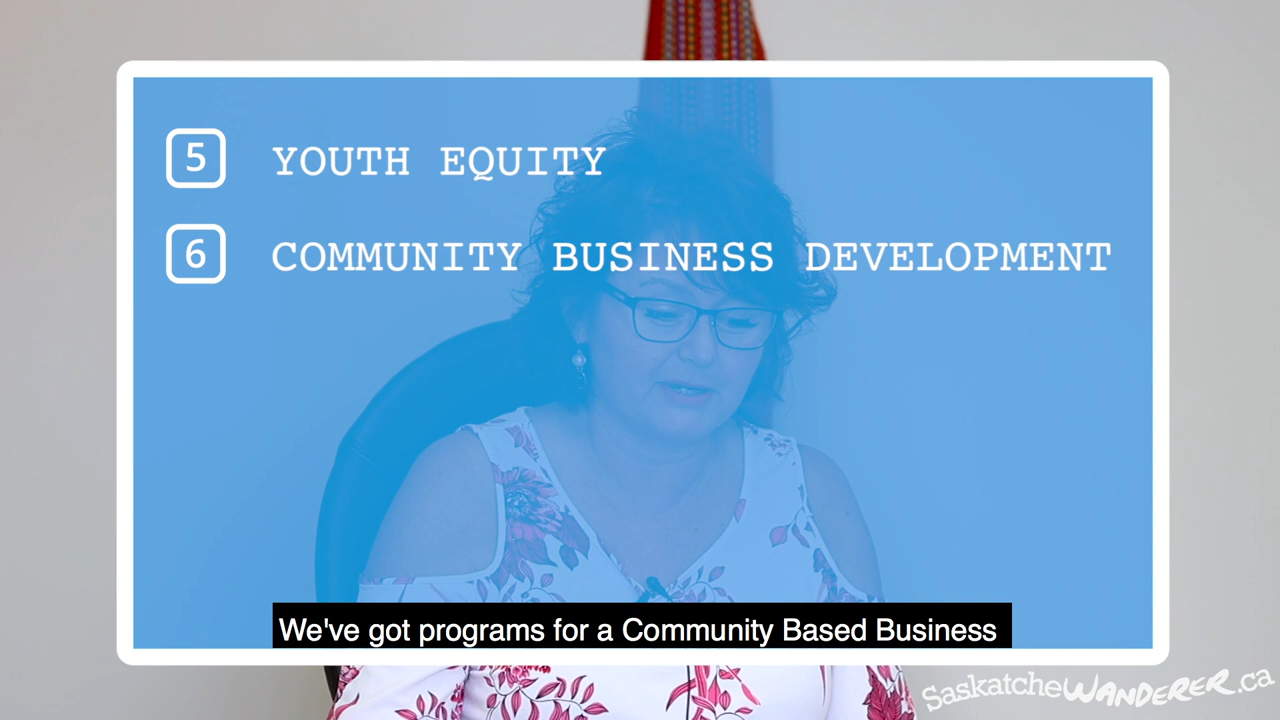 5 YOUTH EQUITY
6 COMMUNITY BUSINESS DEVELOPMENT
We've got programs for a Community Based Business
SaskatcheWANDERER.ca